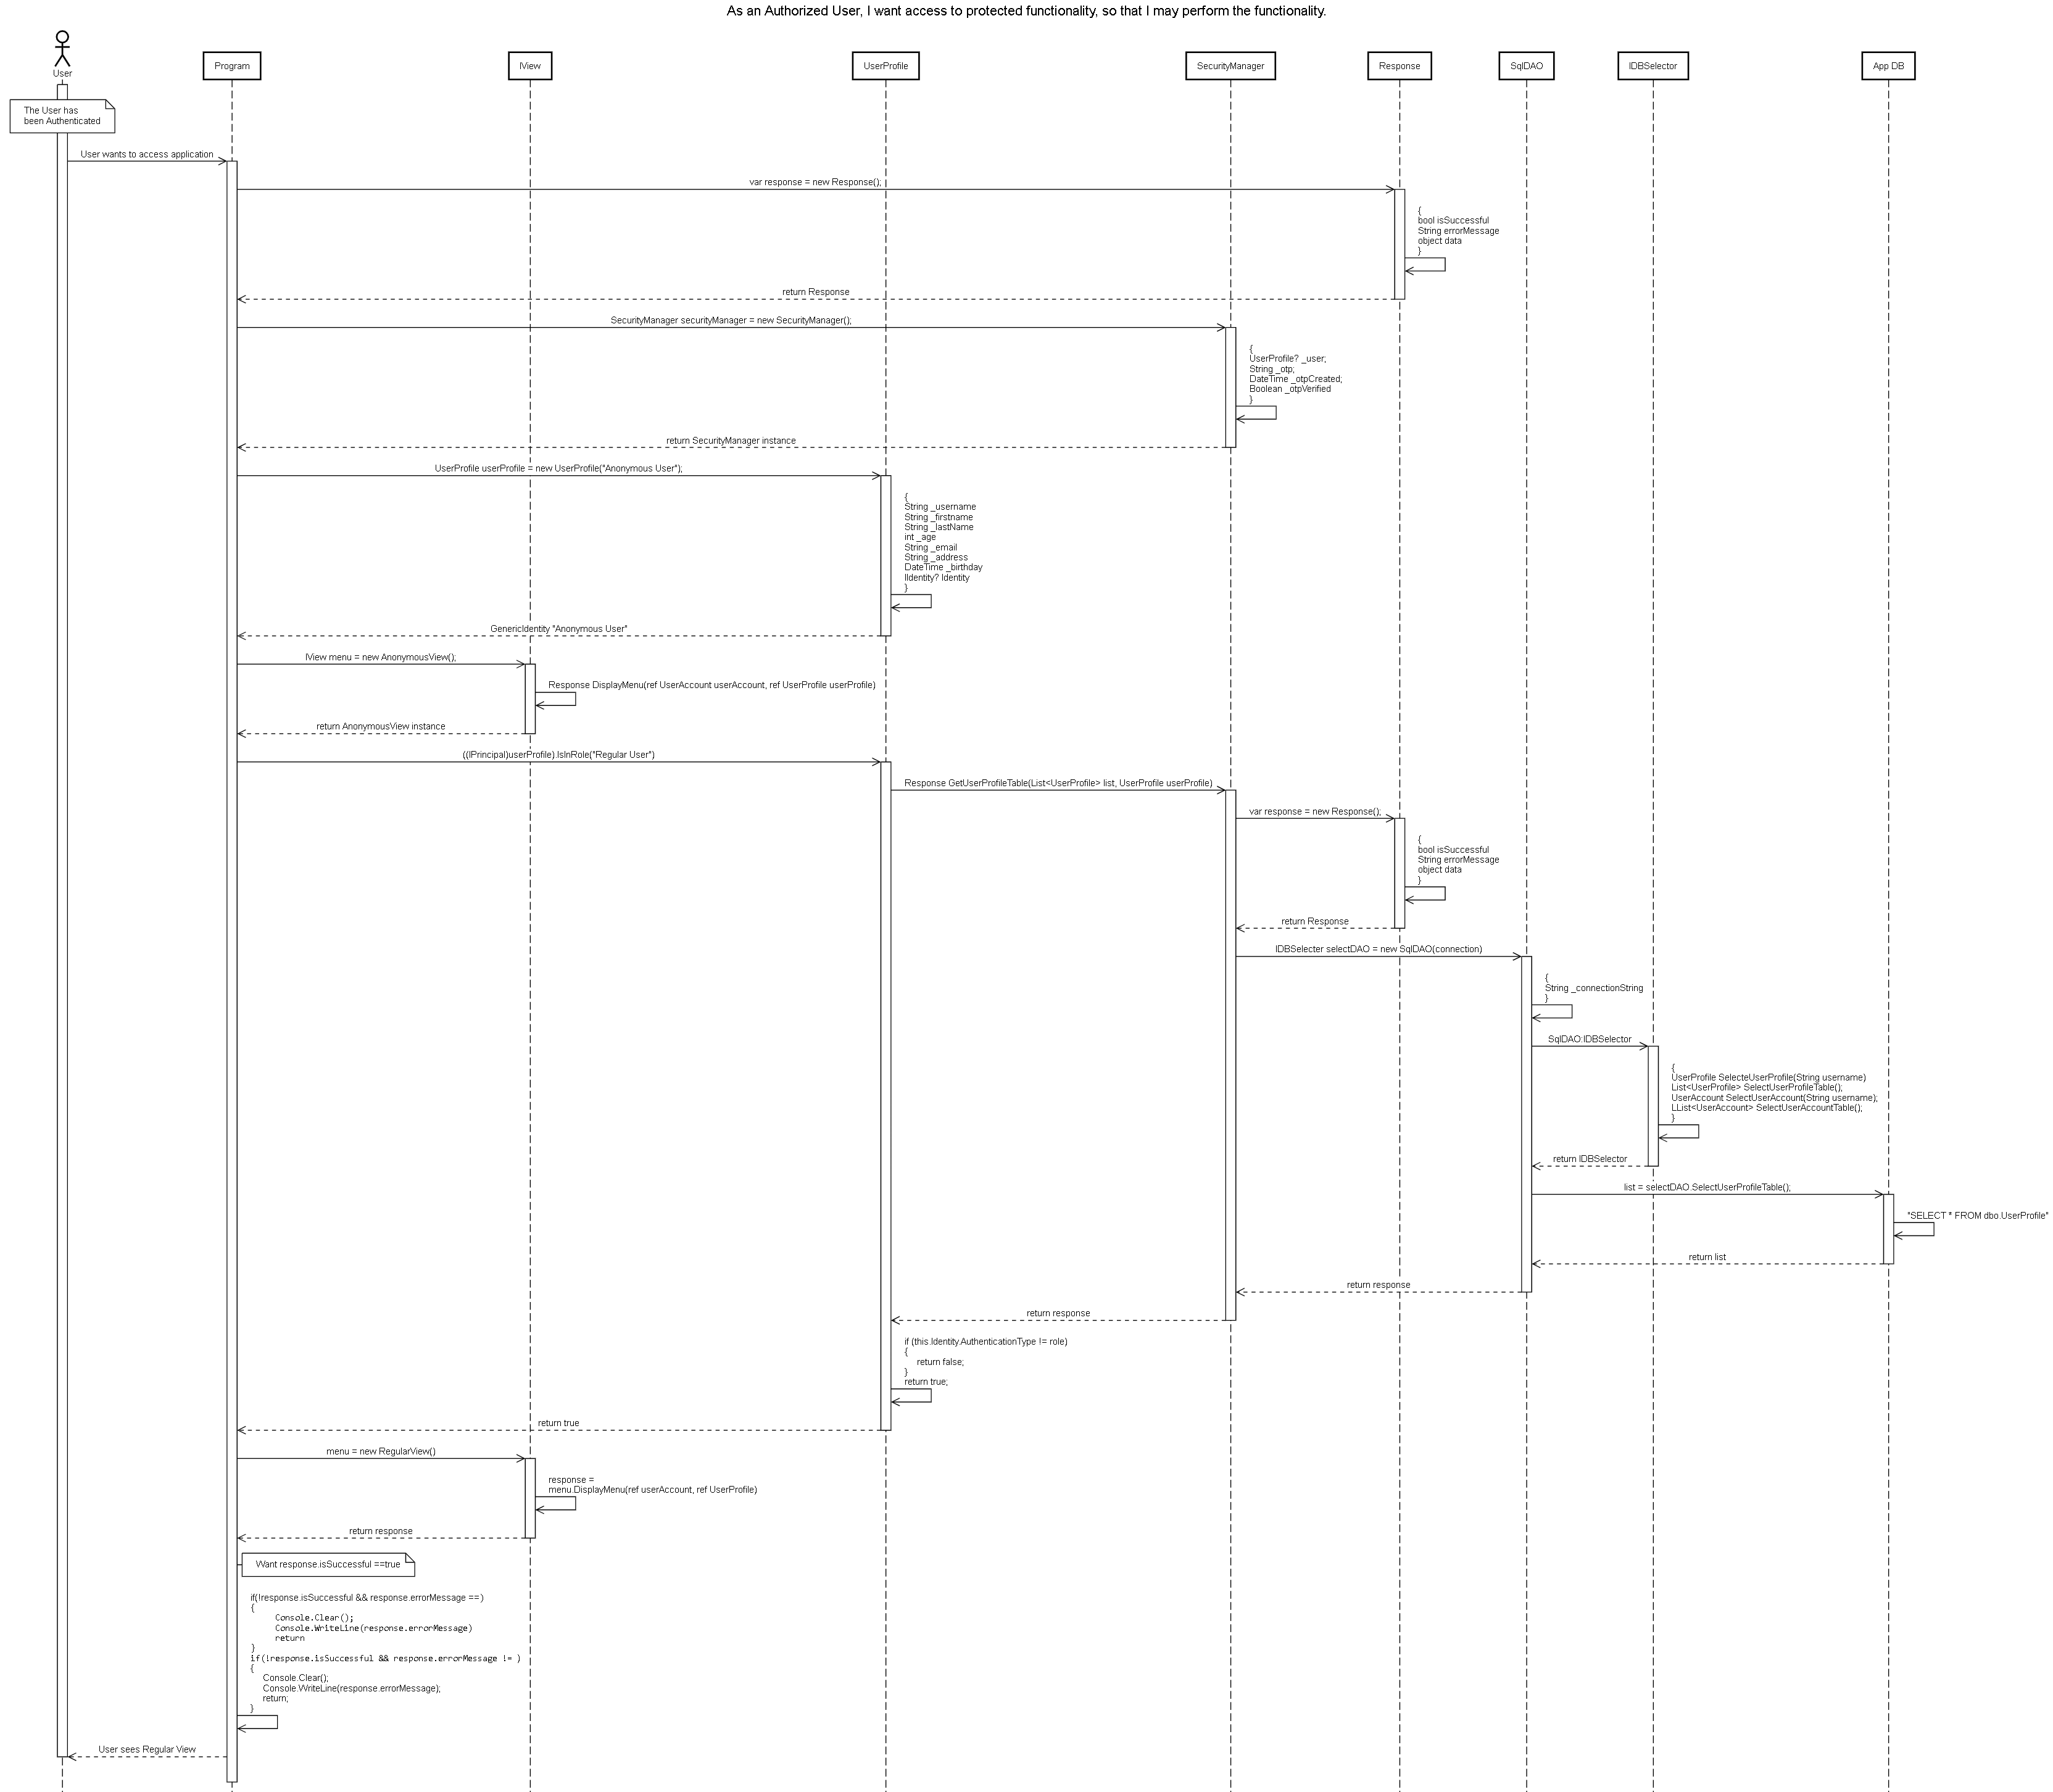 As an Authorized User, I want access to protected functionality, so that I may perform the functionality.
User
Program
IView
UserProfile
SecurityManager
Response
SqlDAO
IDBSelector
App DB
The User has
been Authenticated
User wants to access application
var response = new Response();
{
bool isSuccessful
String errorMessage
object data
}
return Response
SecurityManager securityManager = new SecurityManager();
{
UserProfile? _user;
String _otp;
DateTime _otpCreated;
Boolean _otpVerified
}
return SecurityManager instance
UserProfile userProfile = new UserProfile("Anonymous User");
{
String _username
String _firstname
String _lastName
int _age
String _email
String _address
DateTime _birthday
IIdentity? Identity
}
GenericIdentity "Anonymous User"
IView menu = new AnonymousView();
Response DisplayMenu(ref UserAccount userAccount, ref UserProfile userProfile)
return AnonymousView instance
((IPrincipal)userProfile).IsInRole("Regular User")
Response GetUserProfileTable(List<UserProfile> list, UserProfile userProfile)
var response = new Response();
{
bool isSuccessful
String errorMessage
object data
}
return Response
IDBSelecter selectDAO = new SqlDAO(connection)
{
String _connectionString
}
SqlDAO:IDBSelector
{
UserProfile SelecteUserProfile(String username)
List<UserProfile> SelectUserProfileTable();
UserAccount SelectUserAccount(String username);
LList<UserAccount> SelectUserAccountTable();
}
return IDBSelector
list = selectDAO.SelectUserProfileTable();
"SELECT * FROM dbo.UserProfile"
return list
return response
return response
if (this.Identity.AuthenticationType != role)
{
return false;
}
return true;
return true
menu = new RegularView()
response =
menu.DisplayMenu(ref userAccount, ref UserProfile)
return response
Want response.isSuccessful ==true
if(!response.isSuccessful && response.errorMessage ==)
{
Console.Clear();
Console.WriteLine(response.errorMessage)
return
}
if(!response.isSuccessful && response.errorMessage != )
{
Console.Clear();
Console.WriteLine(response.errorMessage);
return;
}
User sees Regular View